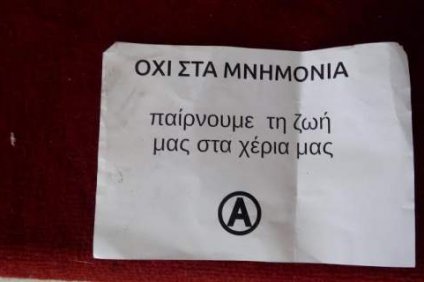 ΟΧΙ ΣΤΑ ΜΝΗΜΟΝΙΑ
παίρνουμε τη ζωή
μας στα χέρια μας
Ⓐ